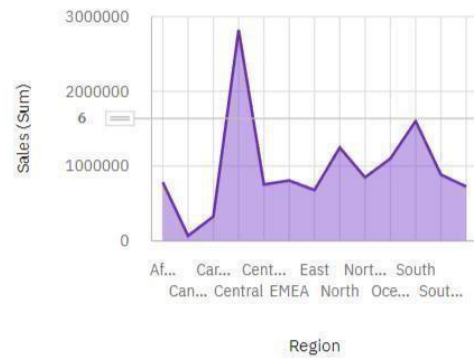 3000000
2000000
6
1000000
0
Sales (Sum)
Af... Car... Cent... East Nort... South
Can... Central EMEA North Oce... Sout...
Region